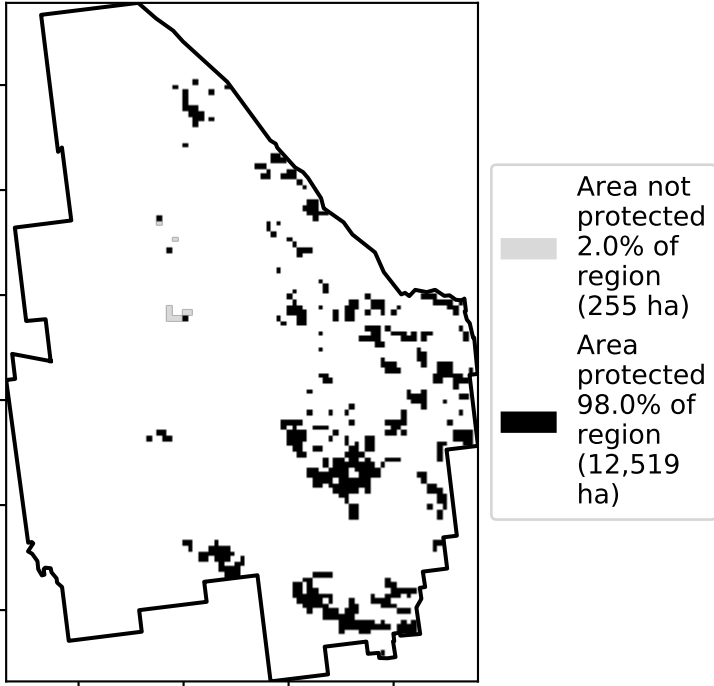 Area not
protected
2.0% of
region
(255 ha)
Area
protected
98.0% of
region
(12,519
ha)